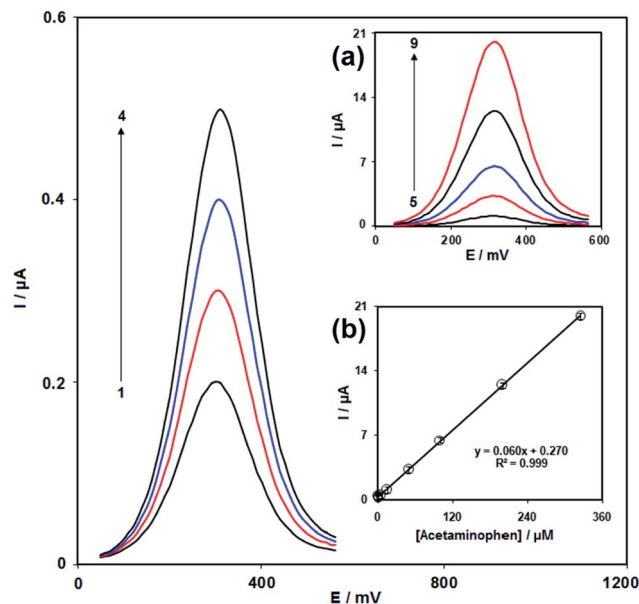 0.6
0.4
0.2
0
I / µA
4
1
0
400
800
1200
E / mV
(a)
21
14
7
0
I / µA
9
5
0
200
400
600
E / mV
(b)
21
14
7
0
I / µA
y = 0.060x + 0.270
R² = 0.999
0
120
240
360
[Acetaminophen] / µM